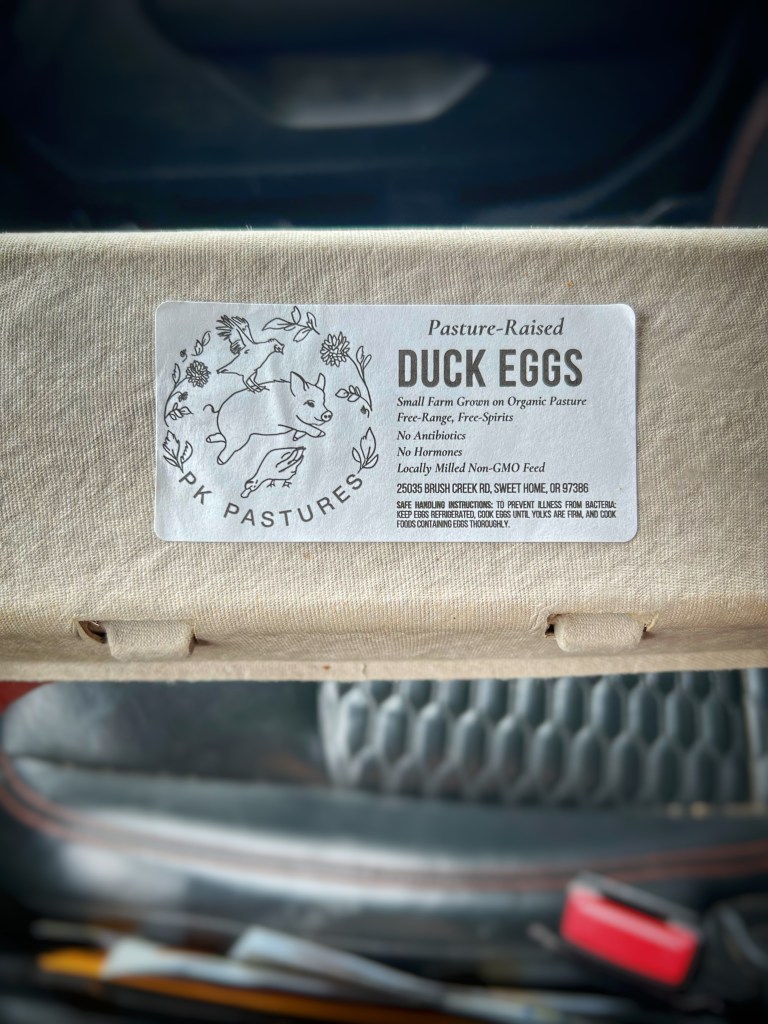 PK PASTURES
Pasture-Raised
DUCK EGGS
Small Farm Grown on Organic Pasture
Free-Range, Free-Spirits
No Antibiotics
No Hormones
Locally Milled Non-GMO Feed
25035 BRUSH CREEK RD, SWEET HOME, OR 97386
SAFE HANDLING INSTRUCTIONS: TO PREVENT ILLNESS FROM BACTERIA:
KEEP EGGS REFRIGERATED, COOK EGGS UNTIL YOLKS ARE FIRM, AND COOK
FOODS CONTAINING EGGS THOROUGHLY.